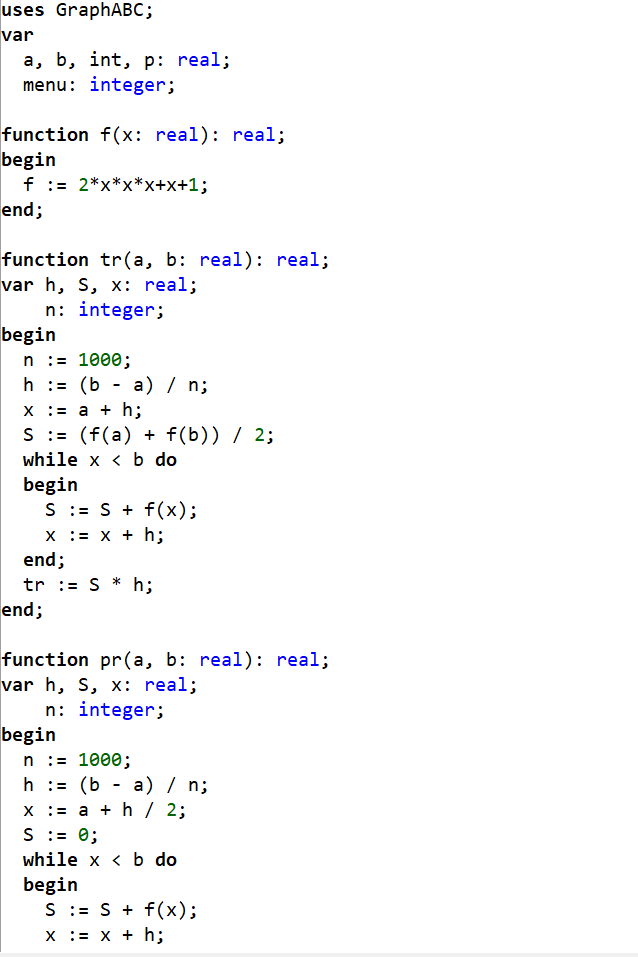 uses GraphABC;
var
  a, b, int, p: real;
  menu: integer;

function f(x: real): real;
begin
  f := 2*x*x*x+x+1;
end;

function tr(a, b: real): real;
var h, S, x: real;
    n: integer;
begin
  n := 1000;
  h := (b - a) / n;
  x := a + h;
  S := (f(a) + f(b)) / 2;
  while x < b do
  begin
    S := S + f(x);
    x := x + h;
  end;
  tr := S * h;
end;

function pr(a, b: real): real;
var h, S, x: real;
    n: integer;
begin
  n := 1000;
  h := (b - a) / n;
  x := a + h / 2;
  S := 0;
  while x < b do
  begin
    S := S + f(x);
    x := x + h;